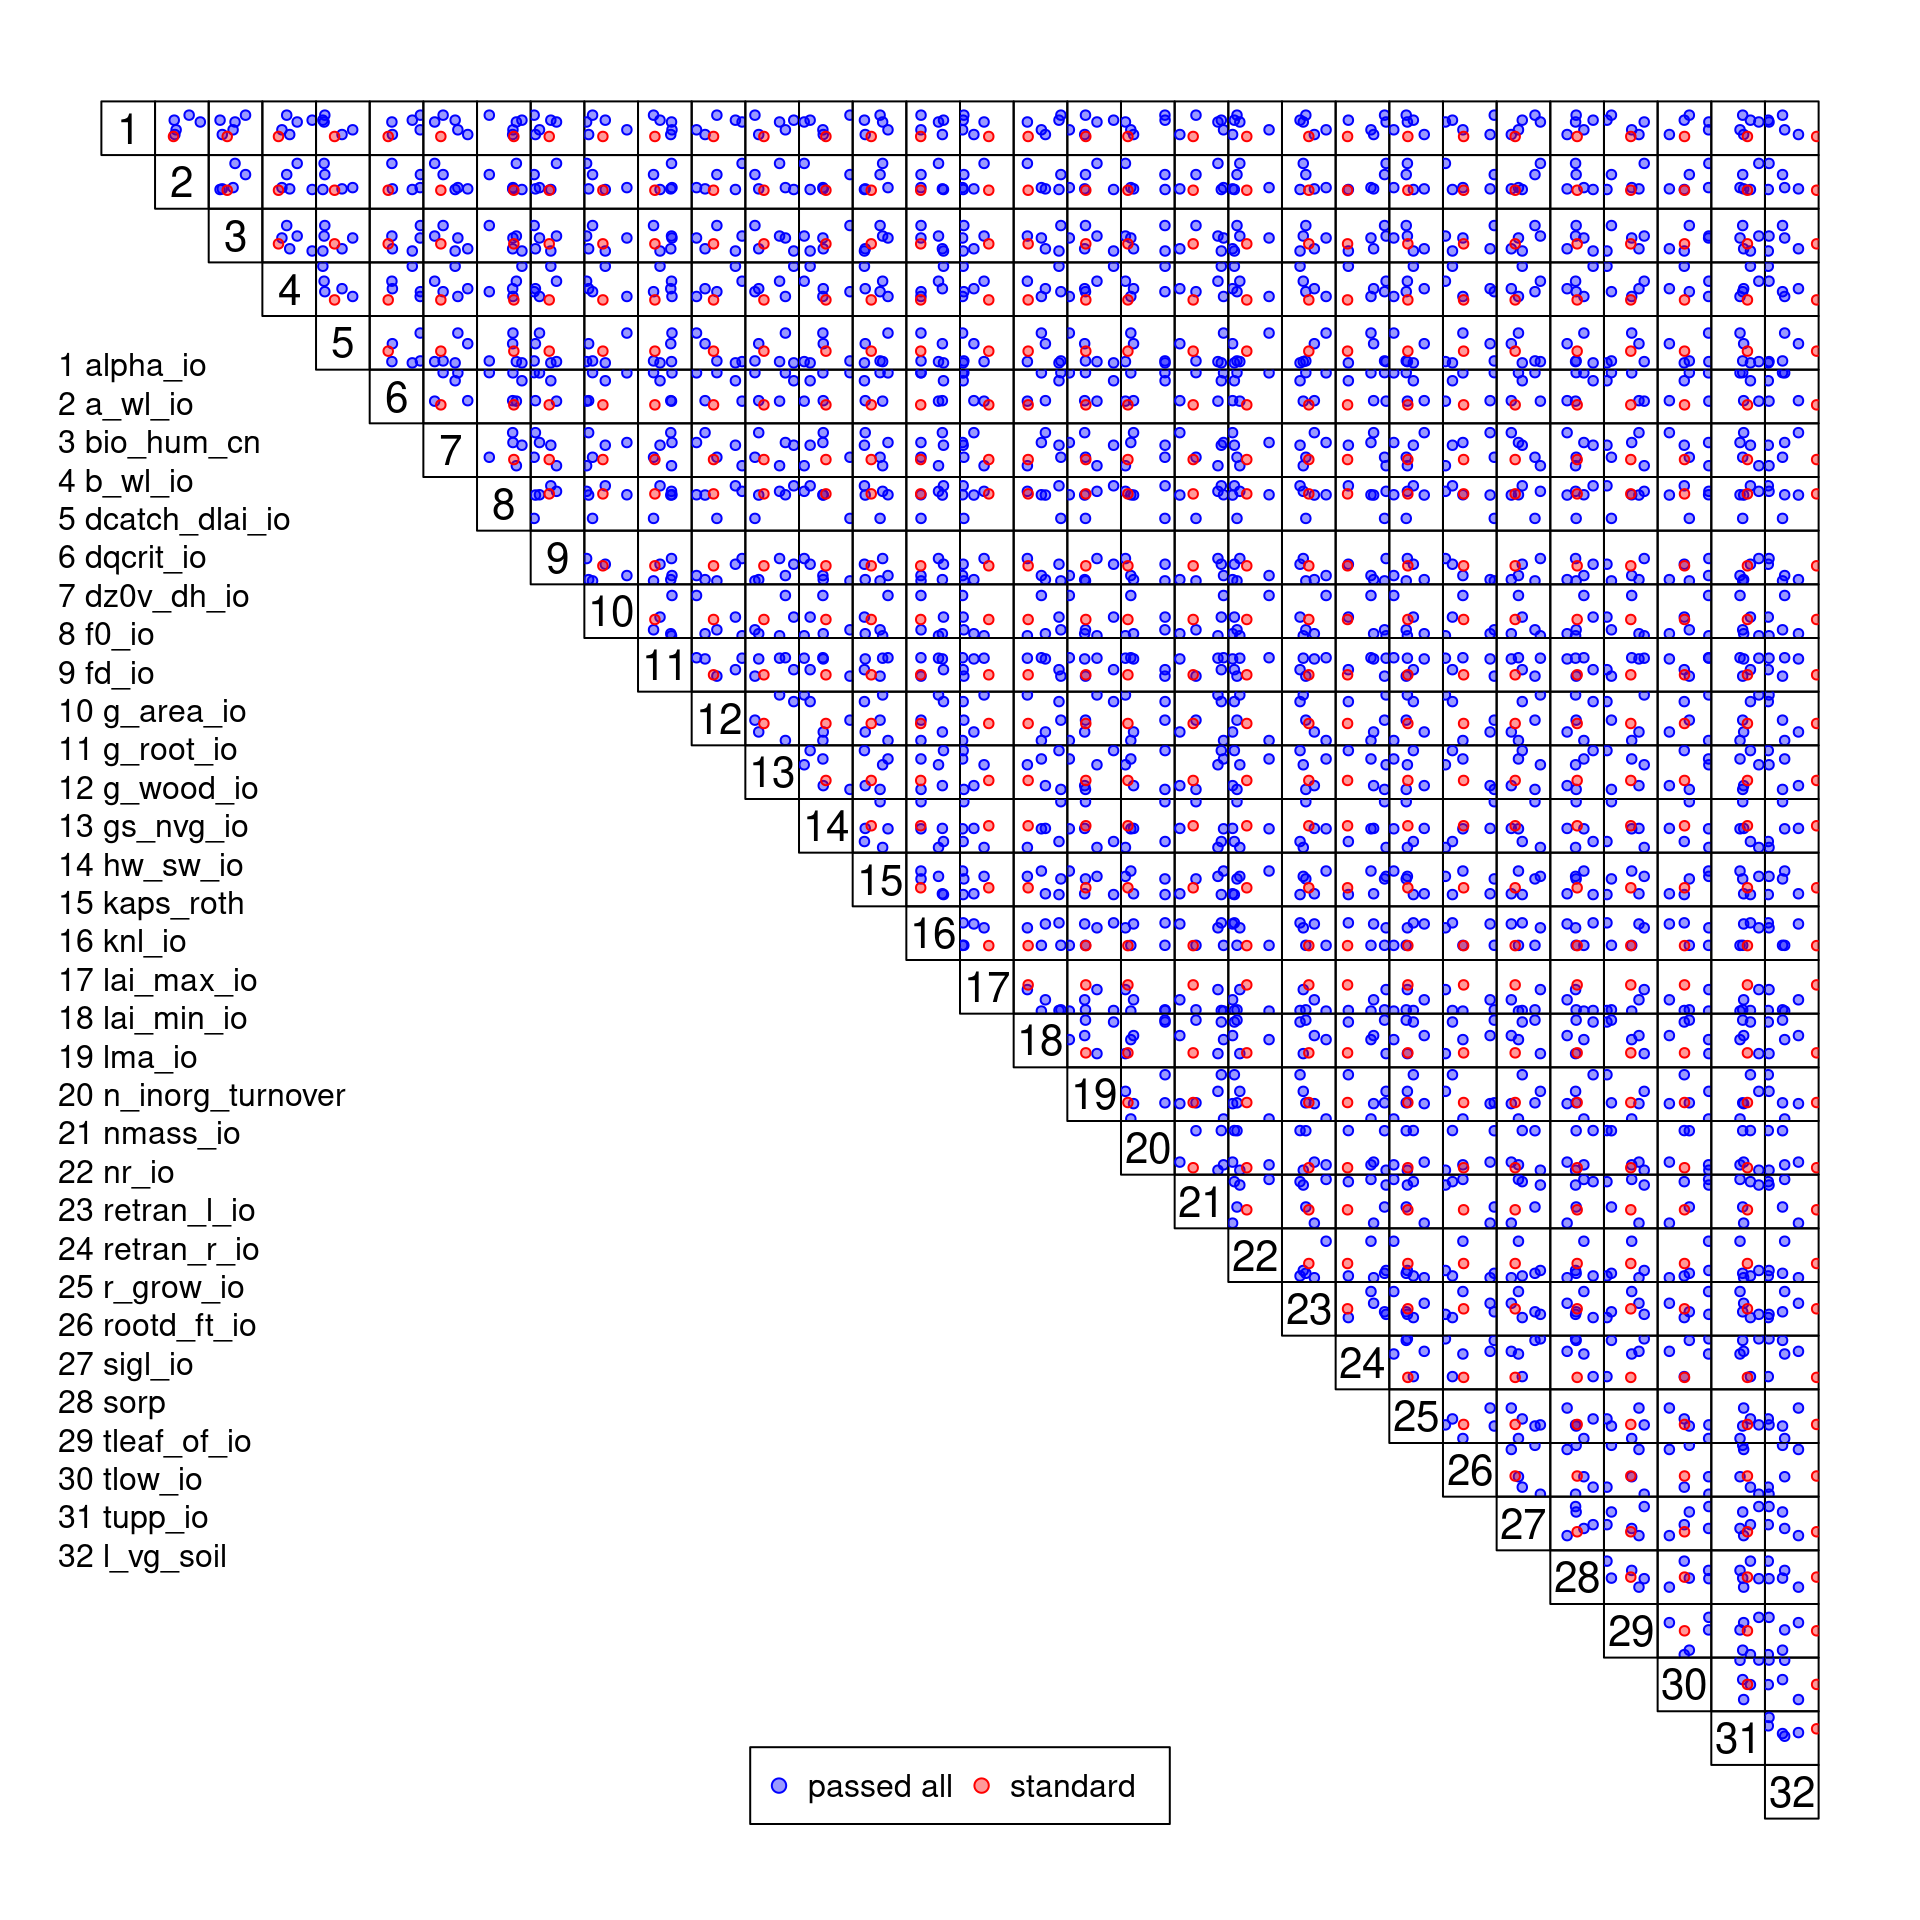 1
2
3
4
5
6
7
8
9
10
11
12
13
14
15
16
17
18
19
20
21
22
23
24
25
26
27
28
29
30
31
32
1 alpha_io
2 a_wl_io
3 bio_hum_cn
4 b_wl_io
5 dcatch_dlai_io
6 dqcrit_io
7 dz0v_dh_io
8 f0_io
9 fd_io
10 g_area_io
11 g_root_io
12 g_wood_io
13 gs_nvg_io
14 hw_sw_io
15 kaps_roth
16 knl_io
17 lai_max_io
18 lai_min_io
19 lma_io
20 n_inorg_turnover
21 nmass_io
22 nr_io
23 retran_l_io
24 retran_r_io
25 r_grow_io
26 rootd_ft_io
27 sigl_io
28 sorp
29 tleaf_of_io
30 tlow_io
31 tupp_io
32 l_vg_soil
passed all standard